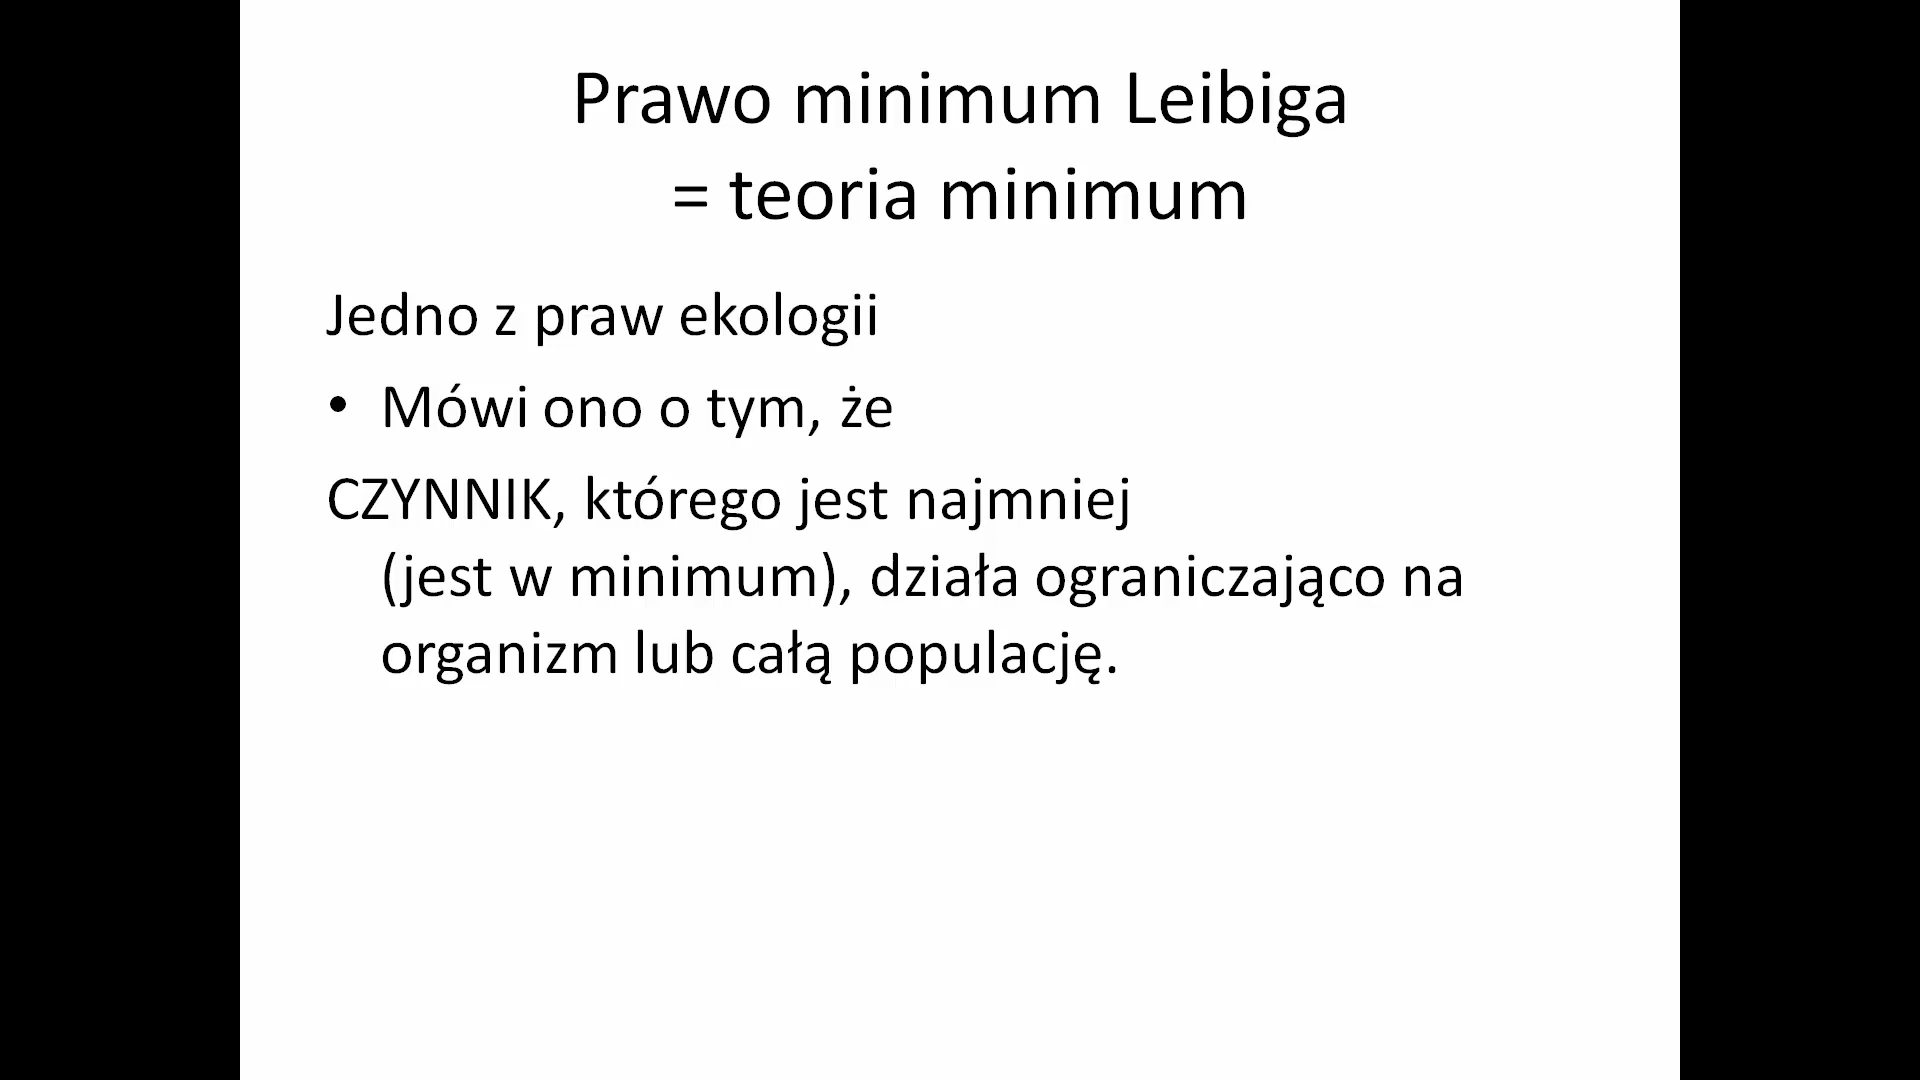 Prawo minimum Leibiga
= teoria minimum
Jedno z praw ekologii
• Mówi ono o tym, że
CZYNNIK, którego jest najmniej
(jest w minimum), działa ograniczająco na
organizm lub całą populację.